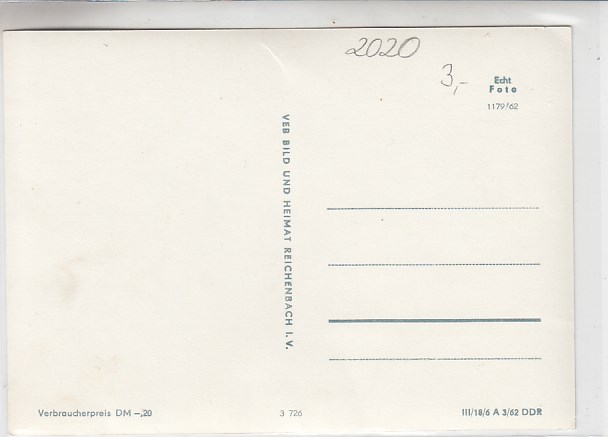 2020
3,-
Echt
Foto
1179/62
VEB BILD UND HEIMAT REICHENBACH I. V.
Verbraucherpreis DM –,20
3 726
III/18/6 A 3/62 DDR